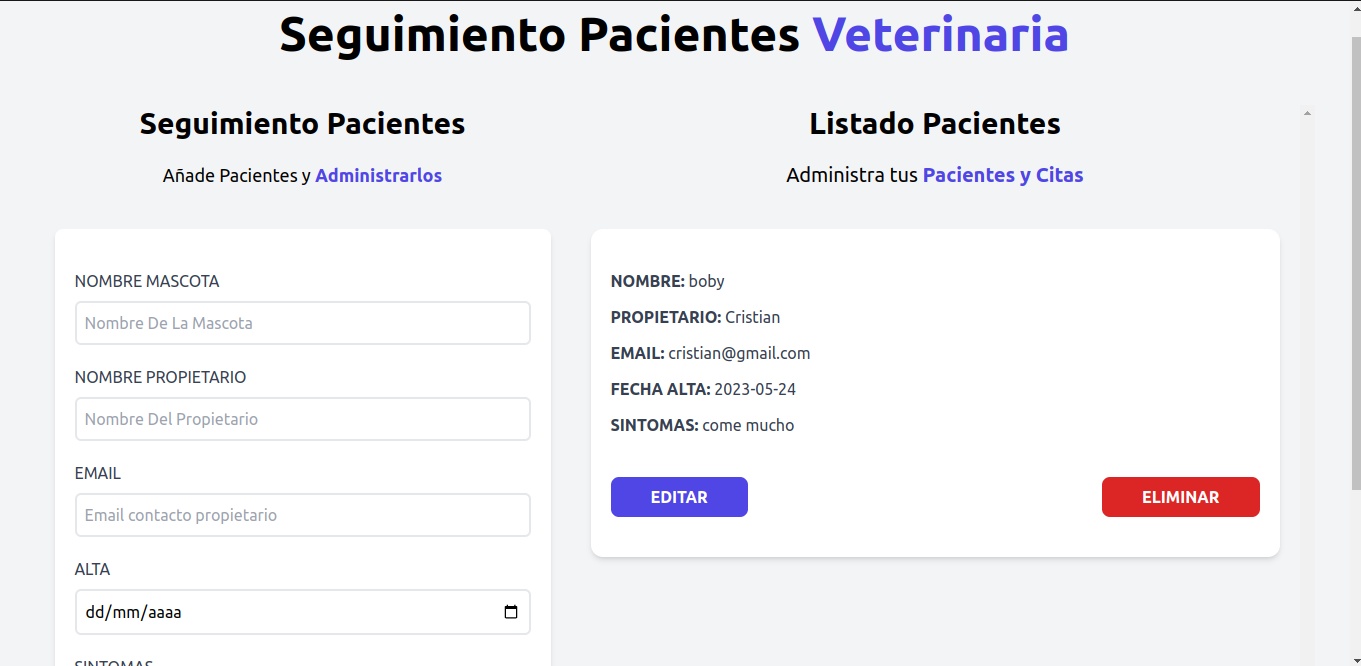 Seguimiento Pacientes Veterinaria
Seguimiento Pacientes
Añade Pacientes y Administrarlos
NOMBRE MASCOTA
Nombre De La Mascota
NOMBRE PROPIETARIO
Nombre Del Propietario
EMAIL
Email contacto propietario
ALTA
dd/mm/aaaa
SINTOMAS
Listado Pacientes
Administra tus Pacientes y Citas
NOMBRE: boby
PROPIETARIO: Cristian
EMAIL: cristian@gmail.com
FECHA ALTA: 2023-05-24
SINTOMAS: come mucho
EDITAR
ELIMINAR